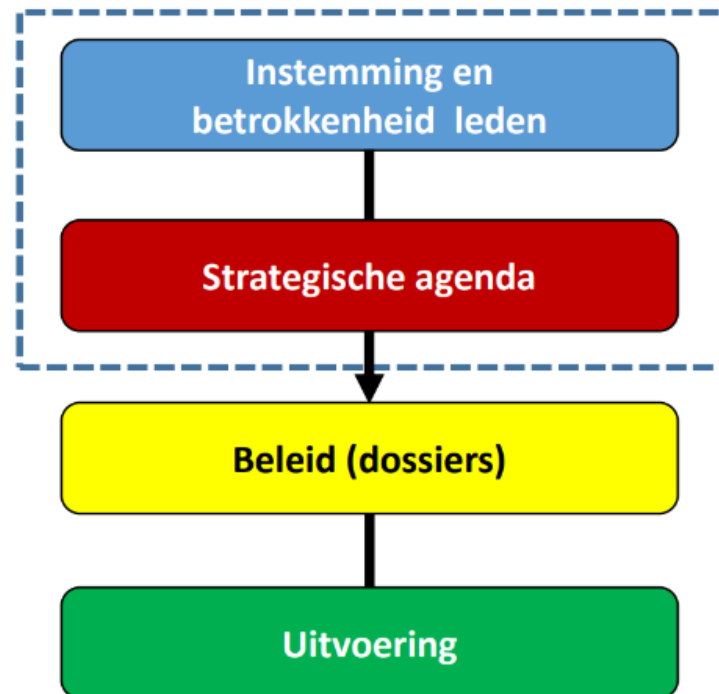 Instemming en
betrokkenheid leden
Strategische agenda
Beleid (dossiers)
Uitvoering